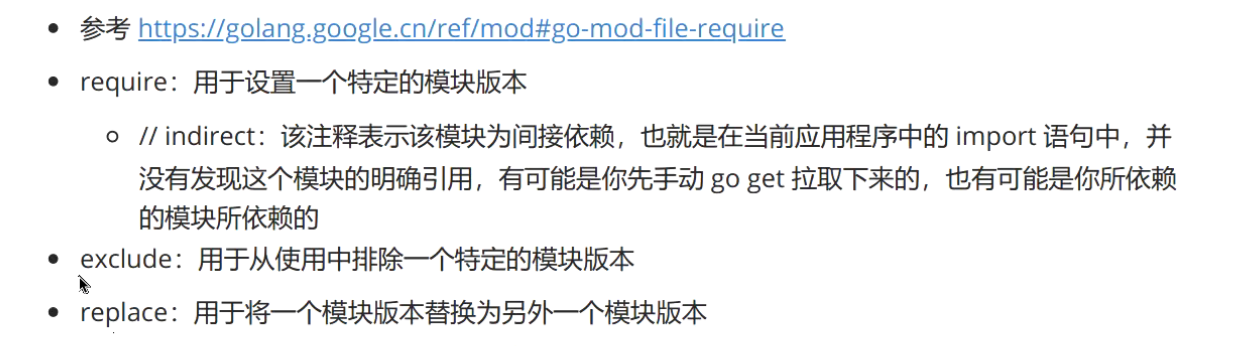 • 参考 https://golang.google.cn/ref/mod#go-mod-file-require
• require：用于设置一个特定的模块版本
○ // indirect：该注释表示该模块为间接依赖，也就是在当前应用程序中的 import 语句中，并
没有发现这个模块的明确引用，有可能是你先手动 go get 拉取下来的，也有可能是你所依赖
的模块所依赖的
• exclude：用于从使用中排除一个特定的模块版本
• replace：用于将一个模块版本替换为另外一个模块版本